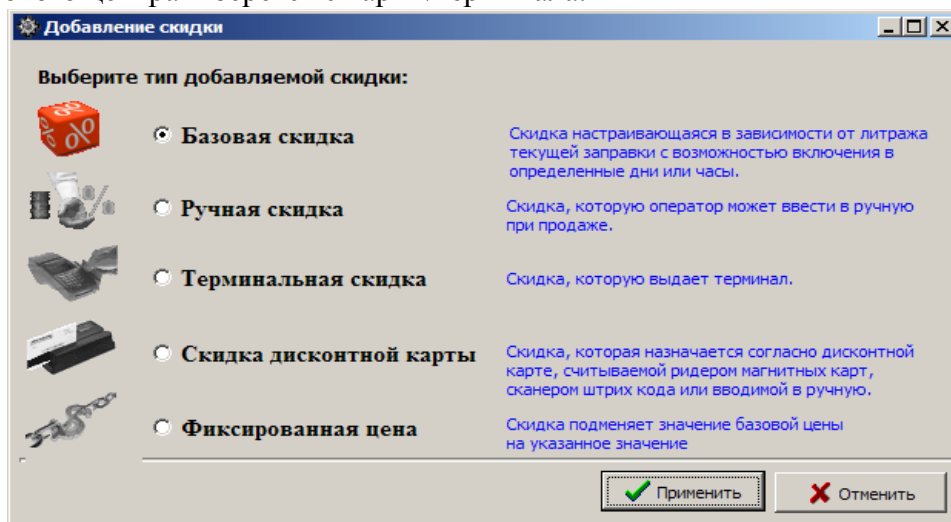 Добавление скидки
Выберите тип добавляемой скидки:
Базовая скидка
Скидка настраивающаяся в зависимости от литража
текущей заправки с возможностью включения в
определенные дни или часы.
Ручная скидка
Скидка, которую оператор может ввести в ручную
при продаже.
Терминальная скидка
Скидка, которую выдает терминал.
Скидка дисконтной карты
Скидка, которая назначается согласно дисконтной
карте, считываемой ридером магнитных карт,
сканером штрих кода или вводимой в ручную.
Фиксированная цена
Скидка подменяет значение базовой цены
на указанное значение
Применить
Отменить